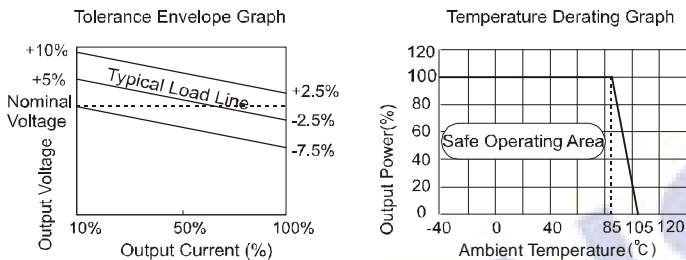 Tolerance Envelope Graph
+10%
+5%
Nominal
Voltage
Typical Load Line
+2.5%
-2.5%
-7.5%
Output Voltage
10%
50%
100%
Output Current (%)
Temperature Derating Graph
120
100
80
60
40
20
0
Output Power(%)
Safe Operating Area
-40
0
40
85
105
120
Ambient Temperature(℃)